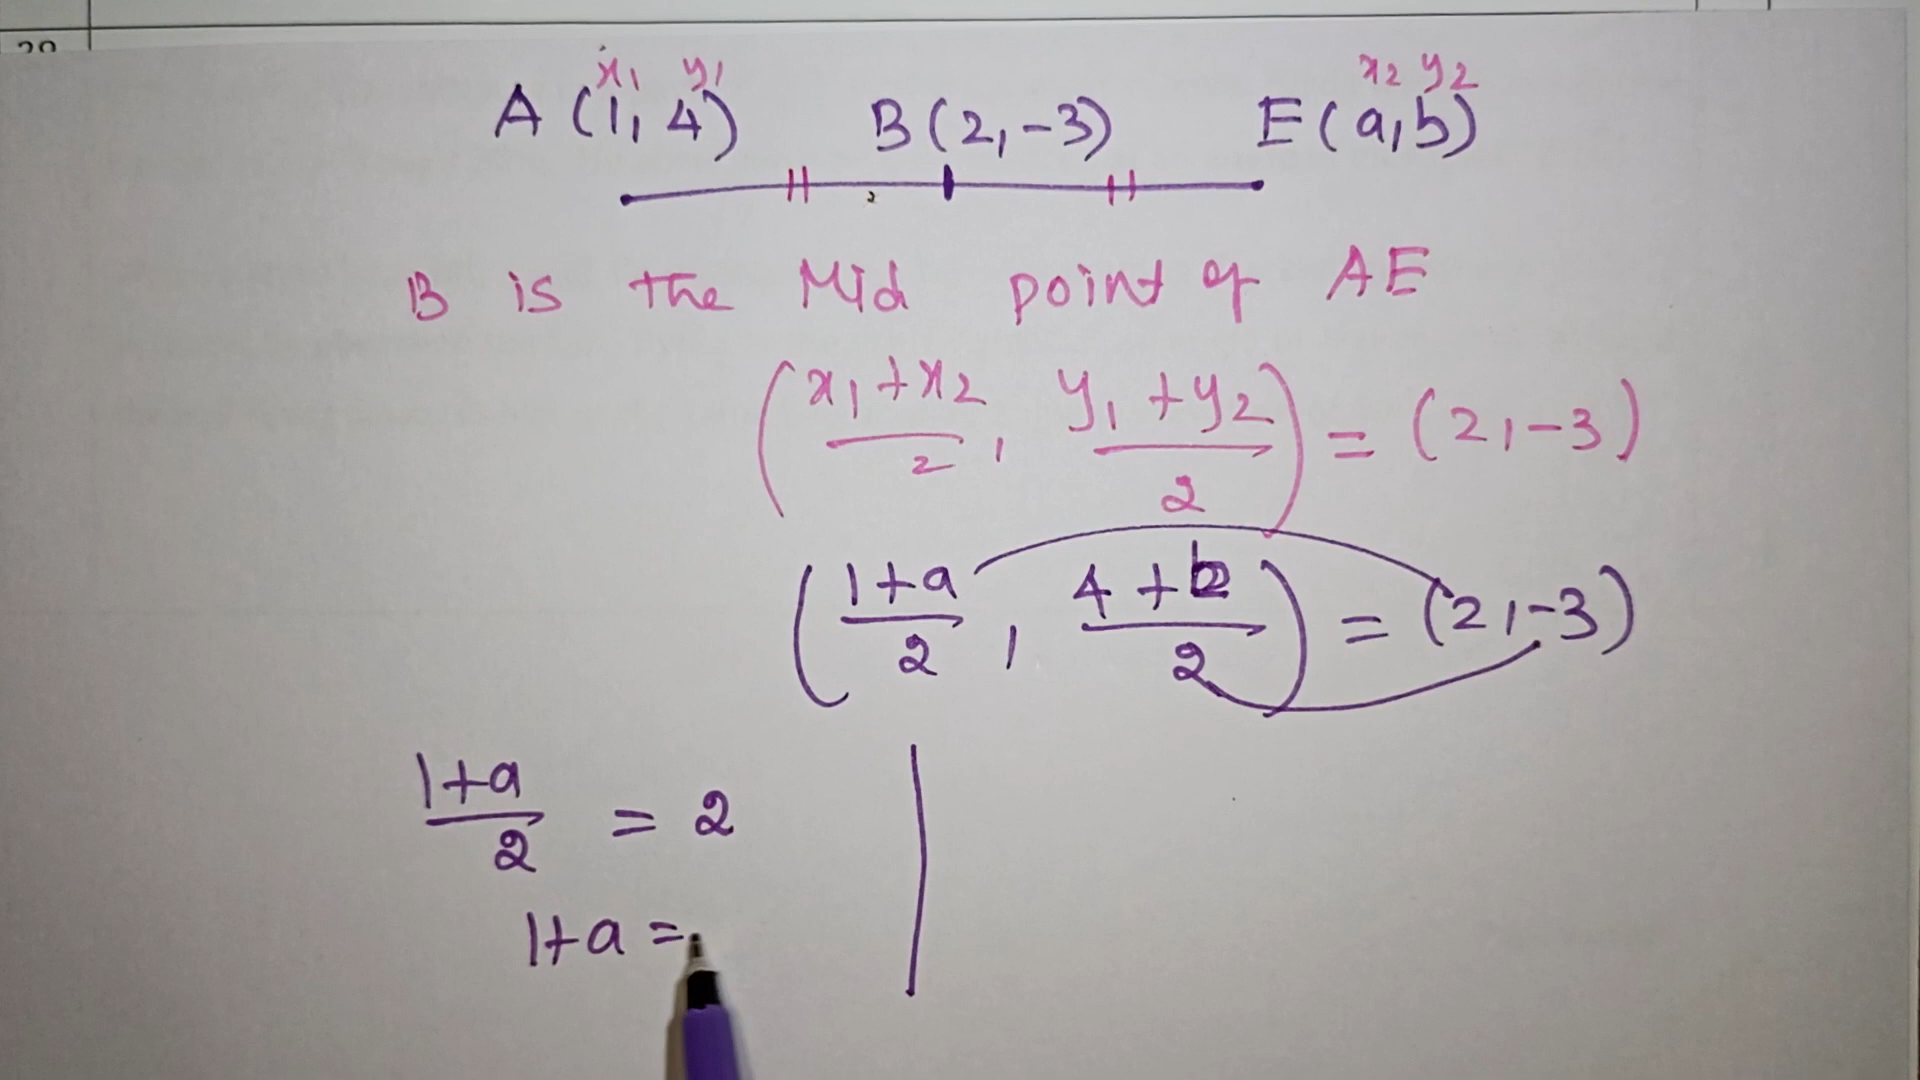 x1 y1 x2 y2
A (1, 4) B(2, -3) E(a, b)
B is the Mid point of AE
(x1+x2/2, y1+y2/2) = (2, -3)
(1+a/2, 4+b/2) = (2, -3)
1+a/2 = 2
1+a =